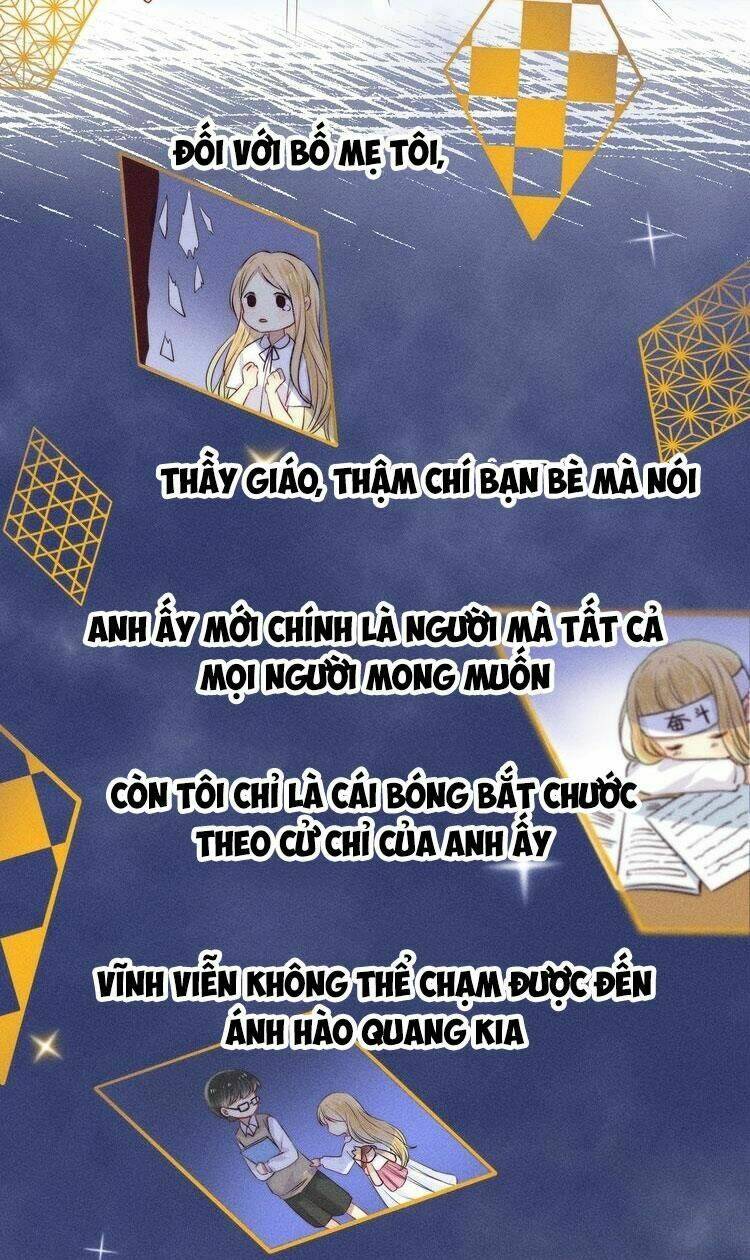 ĐỐI VỚI BỐ MẸ TÔI,
THẦY GIÁO, THẬM CHÍ BẠN BÈ MÀ NÓI
ANH ẤY MỚI CHÍNH LÀ NGƯỜI MÀ TẤT CẢ
MỌI NGƯỜI MONG MUỐN
奋斗
CÒN TÔI CHỈ LÀ CÁI BÓNG BẮT CHƯỚC
THEO CỬ CHỈ CỦA ANH ẤY
VĨNH VIỄN KHÔNG THỂ CHẠM ĐƯỢC ĐẾN
ÁNH HÀO QUANG KIA